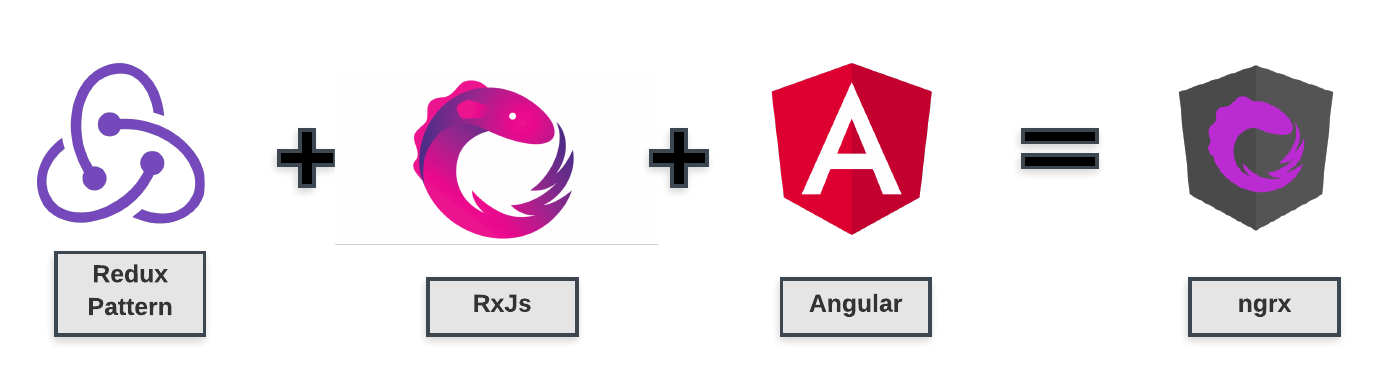 Redux
Pattern
RxJs
Angular
ngrx